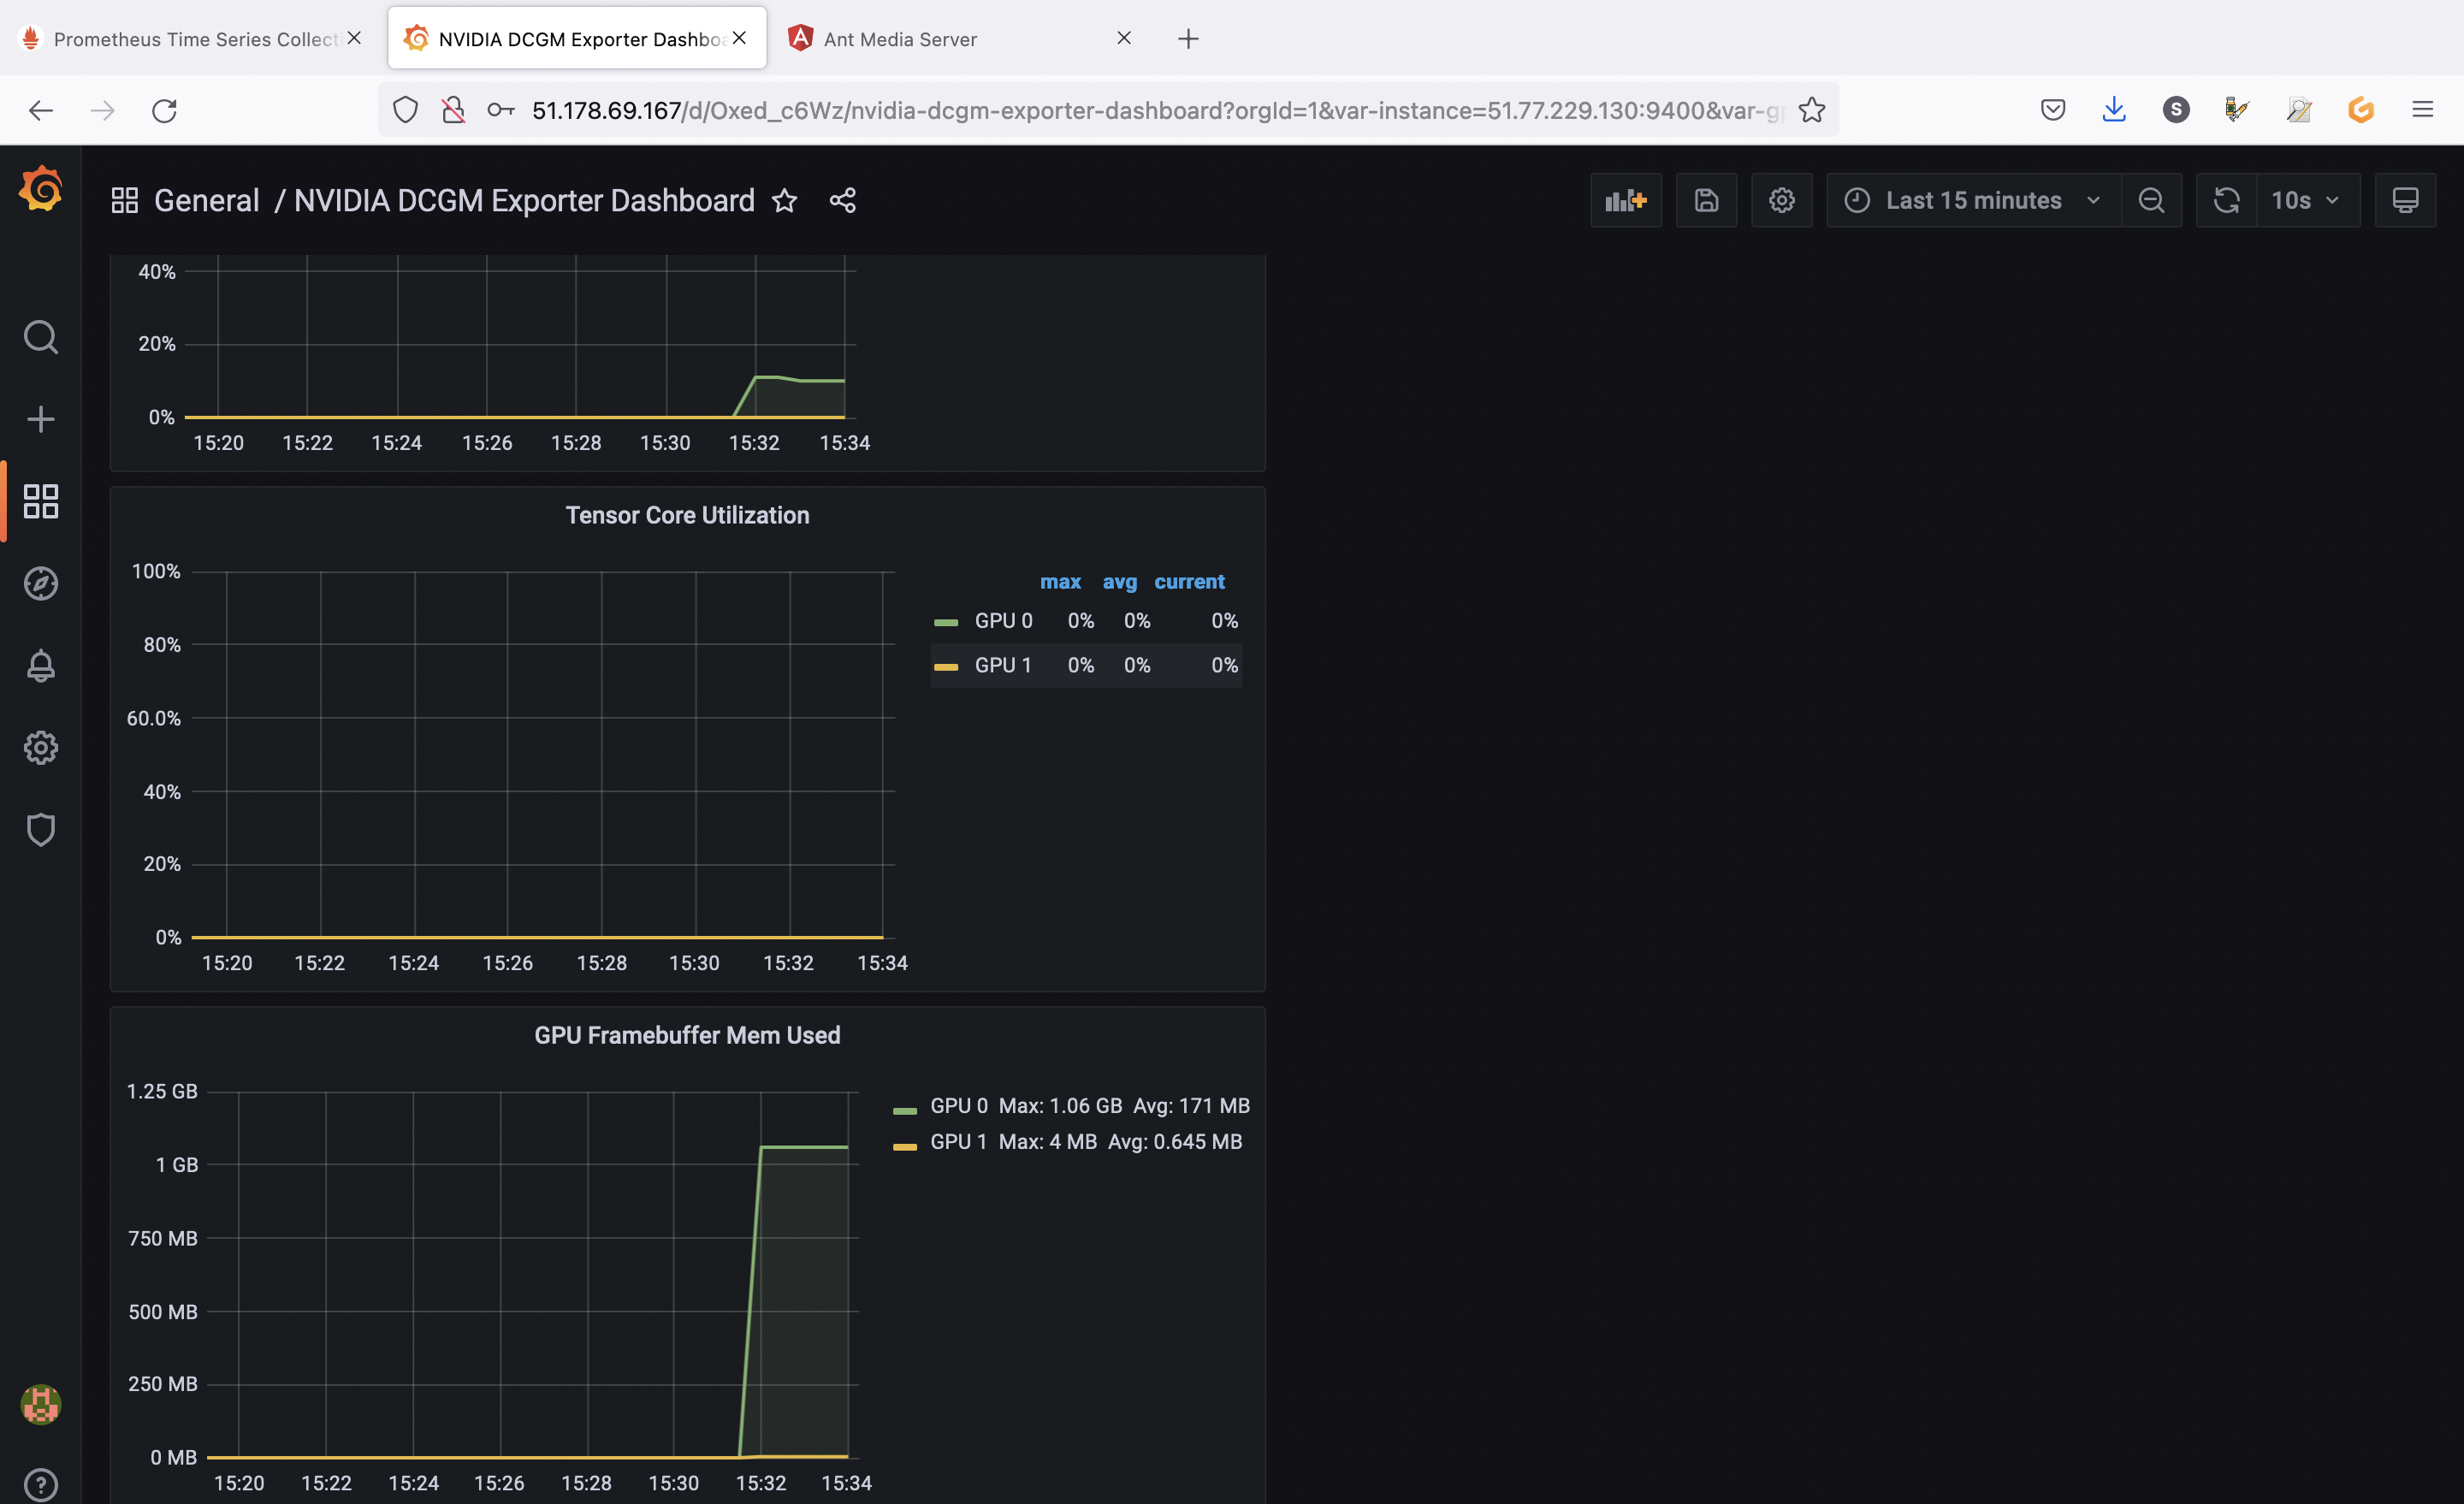 Prometheus Time Series Collect
NVIDIA DCGM Exporter Dashboa
Ant Media Server
51.178.69.167/d/Oxed_c6Wz/nvidia-dcgm-exporter-dashboard?orgId=1&var-instance=51.77.229.130:9400&var-gp
S
General / NVIDIA DCGM Exporter Dashboard
Last 15 minutes
10s
40%
20%
0%
15:20 15:22 15:24 15:26 15:28 15:30 15:32 15:34
Tensor Core Utilization
100%
80%
60.0%
40%
20%
0%
15:20 15:22 15:24 15:26 15:28 15:30 15:32 15:34
max avg current
GPU 0 0% 0% 0%
GPU 1 0% 0% 0%
GPU Framebuffer Mem Used
1.25 GB
1 GB
750 MB
500 MB
250 MB
0 MB
15:20 15:22 15:24 15:26 15:28 15:30 15:32 15:34
GPU 0 Max: 1.06 GB Avg: 171 MB
GPU 1 Max: 4 MB Avg: 0.645 MB